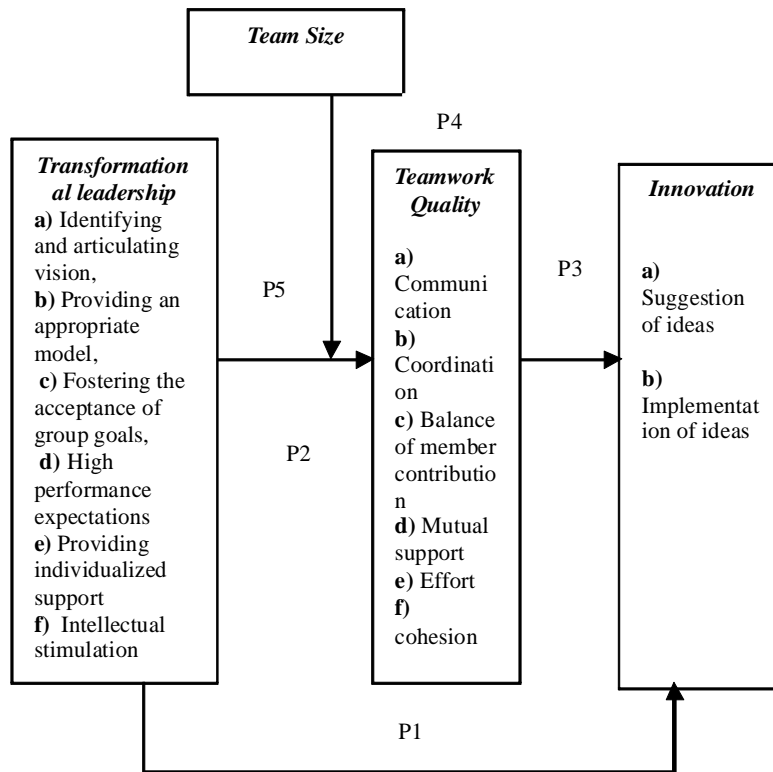 Team Size
P4
Transformation
al leadership
a) Identifying
and articulating
vision,
b) Providing an
appropriate
model,
c) Fostering the
acceptance of
group goals,
d) High
performance
expectations
e) Providing
individualized
support
f) Intellectual
stimulation
P5
P2
Teamwork
Quality
a)
Communi
cation
b)
Coordinati
on
c) Balance
of member
contributio
n
d) Mutual
support
e) Effort
f)
cohesion
P3
Innovation
a)
Suggestion
of ideas
b)
Implementat
ion of ideas
P1